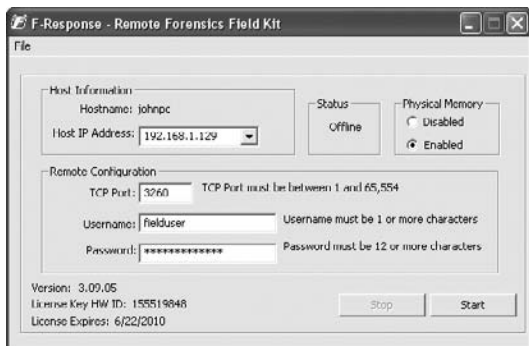 F-Response - Remote Forensics Field Kit
File
Host Information
Hostname: johnpc
Host IP Address: 192.168.1.129
Status
Offline
Physical Memory
Disabled
Enabled
Remote Configuration
TCP Port: 3260 TCP Port must be between 1 and 65,554
Username: fielduser Username must be 1 or more characters
Password: ************* Password must be 12 or more characters
Version: 3.09.05
License Key HW ID: 155519848
License Expires: 6/22/2010
Stop
Start